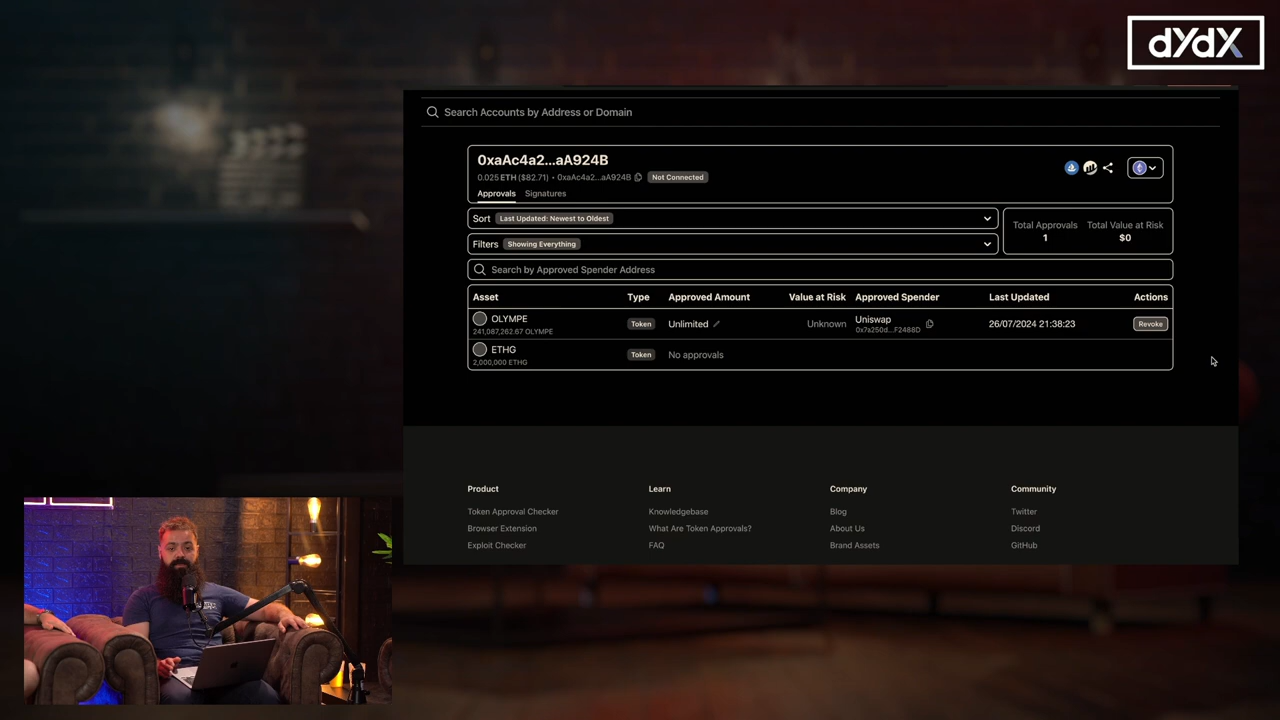 dYdX
Search Accounts by Address or Domain
0xaAc4a2...aA924B
0.025 ETH ($82.71) • 0xaAc4a2...aA924B Not Connected
Approvals Signatures
Sort Last Updated: Newest to Oldest
Total Approvals Total Value at Risk
1 $0
Filters Showing Everything
Search by Approved Spender Address
Asset Type Approved Amount Value at Risk Approved Spender Last Updated Actions
OLYMPE Token Unlimited Unknown Uniswap 26/07/2024 21:38:23 Revoke
241,087,262.67 OLYMPE 0x7a250d...F2488D
ETHG Token No approvals
2,000,000 ETHG
Product Learn Company Community
Token Approval Checker Knowledgebase Blog Twitter
Browser Extension What Are Token Approvals? About Us Discord
Exploit Checker FAQ Brand Assets GitHub